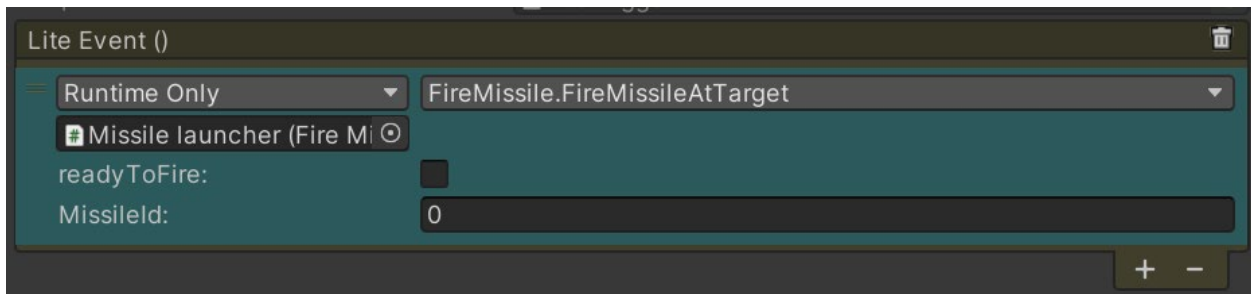 Lite Event ()
Runtime Only FireMissile.FireMissileAtTarget
Missile launcher (Fire Mi
readyToFire:
MissileId: 0